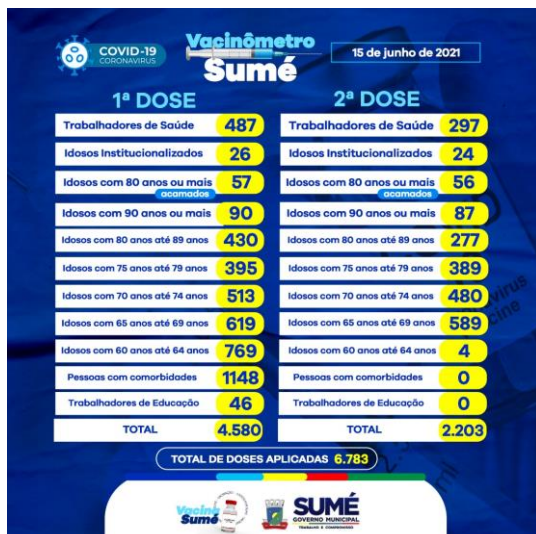 COVID-19
CORONAVIRUS
Vacinômetro
Sumé
15 de junho de 2021
1ª DOSE
Trabalhadores de Saúde 487
Idosos Institucionalizados 26
Idosos com 80 anos ou mais 57
acamados
Idosos com 90 anos ou mais 90
Idosos com 80 anos até 89 anos 430
Idosos com 75 anos até 79 anos 395
Idosos com 70 anos até 74 anos 513
Idosos com 65 anos até 69 anos 619
Idosos com 60 anos até 64 anos 769
Pessoas com comorbidades 1148
Trabalhadores de Educação 46
TOTAL 4.580
2ª DOSE
Trabalhadores de Saúde 297
Idosos Institucionalizados 24
Idosos com 80 anos ou mais 56
acamados
Idosos com 90 anos ou mais 87
Idosos com 80 anos até 89 anos 277
Idosos com 75 anos até 79 anos 389
Idosos com 70 anos até 74 anos 480
Idosos com 65 anos até 69 anos 589
Idosos com 60 anos até 64 anos 4
Pessoas com comorbidades 0
Trabalhadores de Educação 0
TOTAL 2.203
TOTAL DE DOSES APLICADAS 6.783
Vacina
Sumé
SUMÉ
GOVERNO MUNICIPAL
TRABALHO E COMPROMISSO